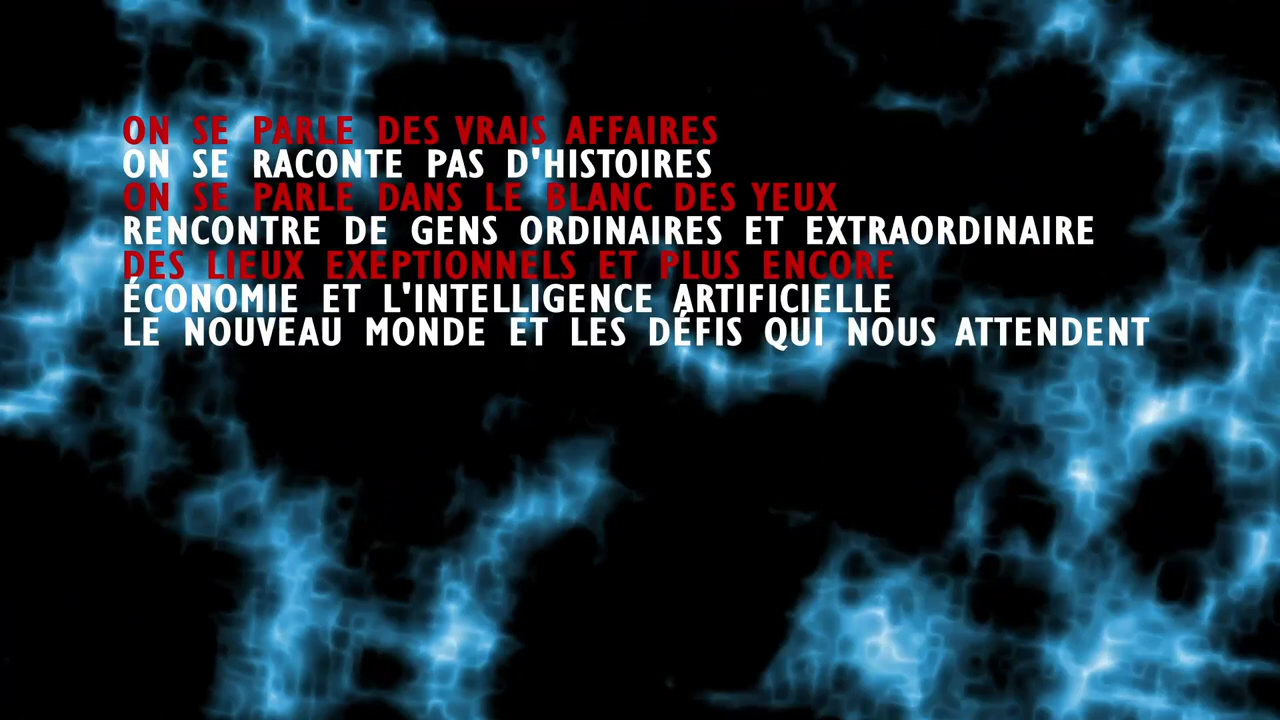 ON SE PARLE DES VRAIS AFFAIRES
ON SE RACONTE PAS D'HISTOIRES
ON SE PARLE DANS LE BLANC DES YEUX
RENCONTRE DE GENS ORDINAIRES ET EXTRAORDINAIRE
DES LIEUX EXEPTIONNELS ET PLUS ENCORE
ÉCONOMIE ET L'INTELLIGENCE ARTIFICIELLE
LE NOUVEAU MONDE ET LES DÉFIS QUI NOUS ATTENDENT